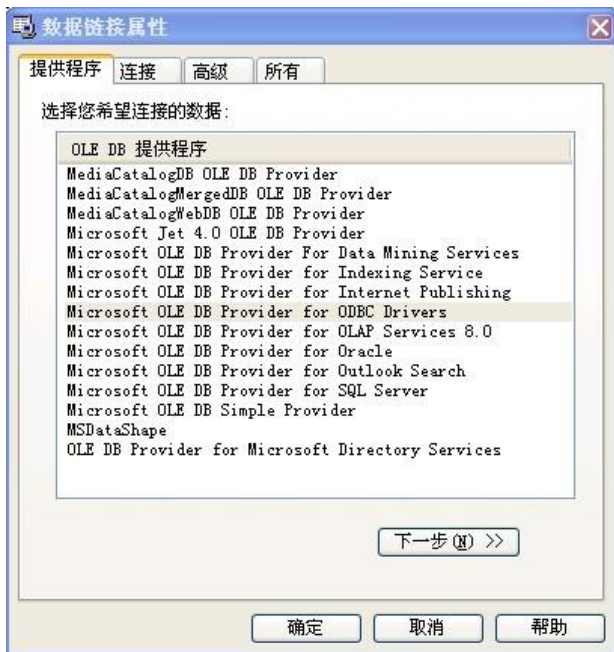 数据链接属性
提供程序 连接 高级 所有
选择您希望连接的数据:
OLE DB 提供程序
MediaCatalogDB OLE DB Provider
MediaCatalogMergedDB OLE DB Provider
MediaCatalogWebDB OLE DB Provider
Microsoft Jet 4.0 OLE DB Provider
Microsoft OLE DB Provider For Data Mining Services
Microsoft OLE DB Provider for Indexing Service
Microsoft OLE DB Provider for Internet Publishing
Microsoft OLE DB Provider for ODBC Drivers
Microsoft OLE DB Provider for OLAP Services 8.0
Microsoft OLE DB Provider for Oracle
Microsoft OLE DB Provider for Outlook Search
Microsoft OLE DB Provider for SQL Server
Microsoft OLE DB Simple Provider
MSDataShape
OLE DB Provider for Microsoft Directory Services
下一步(N) >>
确定 取消 帮助